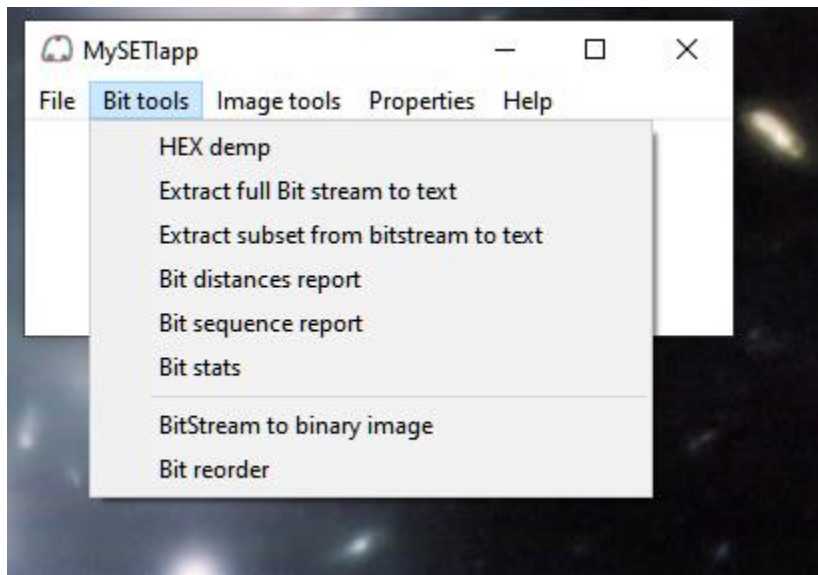 MySETIapp
File Bit tools Image tools Properties Help
HEX demp
Extract full Bit stream to text
Extract subset from bitstream to text
Bit distances report
Bit sequence report
Bit stats
BitStream to binary image
Bit reorder